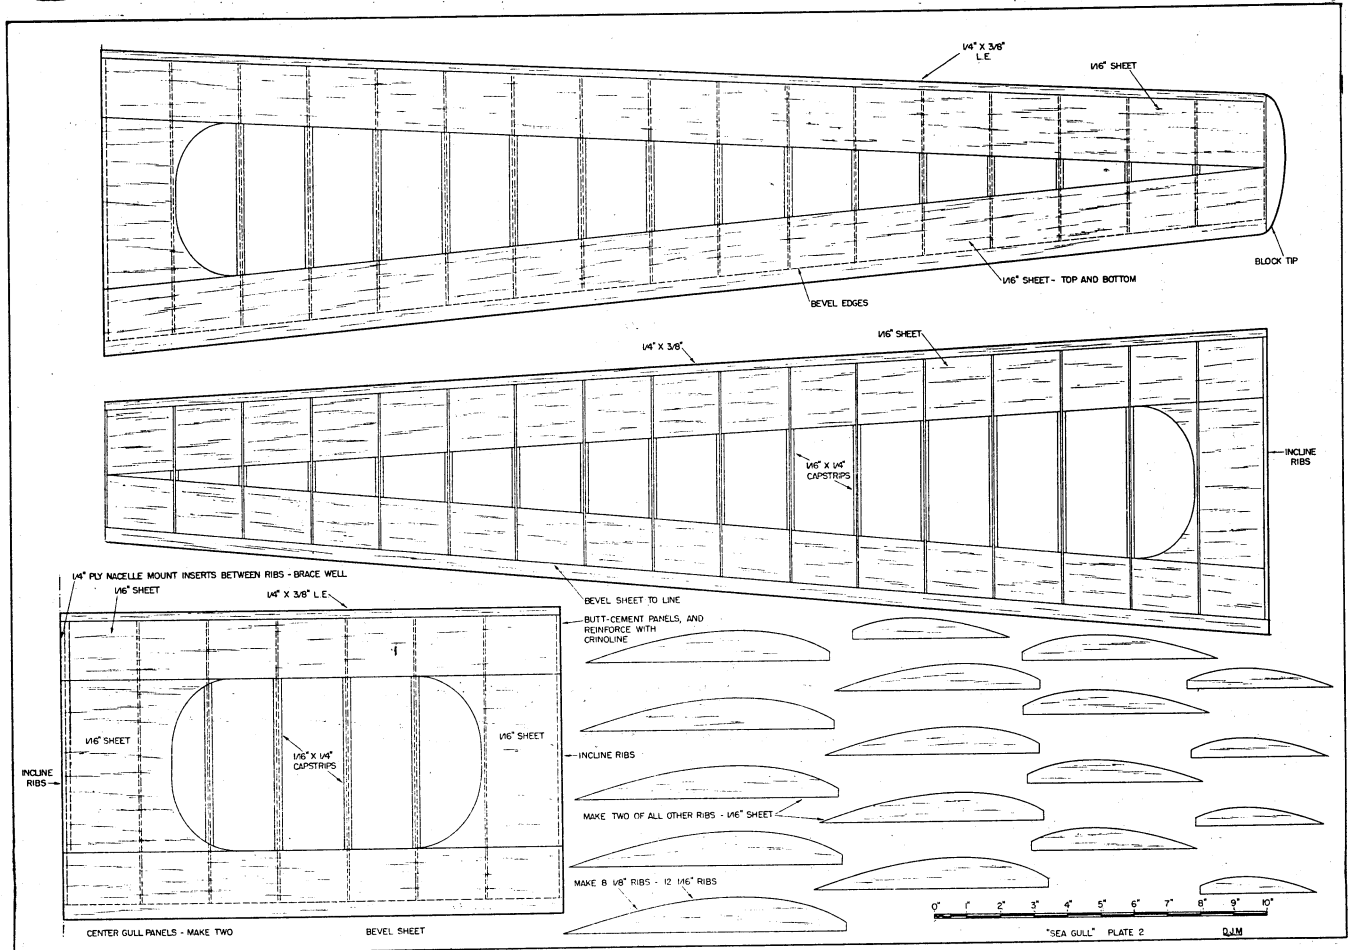 1/4" X 3/8"
L.E.
1/16" SHEET
BLOCK TIP
1/16" SHEET - TOP AND BOTTOM
BEVEL EDGES
1/16" SHEET
1/4" X 3/8"
INCLINE
RIBS
1/16" X 1/4"
CAPSTRIPS
1/4" PLY NACELLE MOUNT INSERTS BETWEEN RIBS - BRACE WELL
1/16" SHEET
1/4" X 3/8" L.E.
BEVEL SHEET TO LINE
BUTT-CEMENT PANELS, AND
REINFORCE WITH
CRINOLINE
1/16" SHEET
1/16" SHEET
1/16" X 1/4"
CAPSTRIPS
INCLINE RIBS
INCLINE
RIBS
MAKE TWO OF ALL OTHER RIBS - 1/16" SHEET
MAKE 8 1/8" RIBS - 12 1/16" RIBS
0" 1" 2" 3" 4" 5" 6" 7" 8" 9" 10"
CENTER GULL PANELS - MAKE TWO
BEVEL SHEET
"SEA GULL" PLATE 2
D.J.M